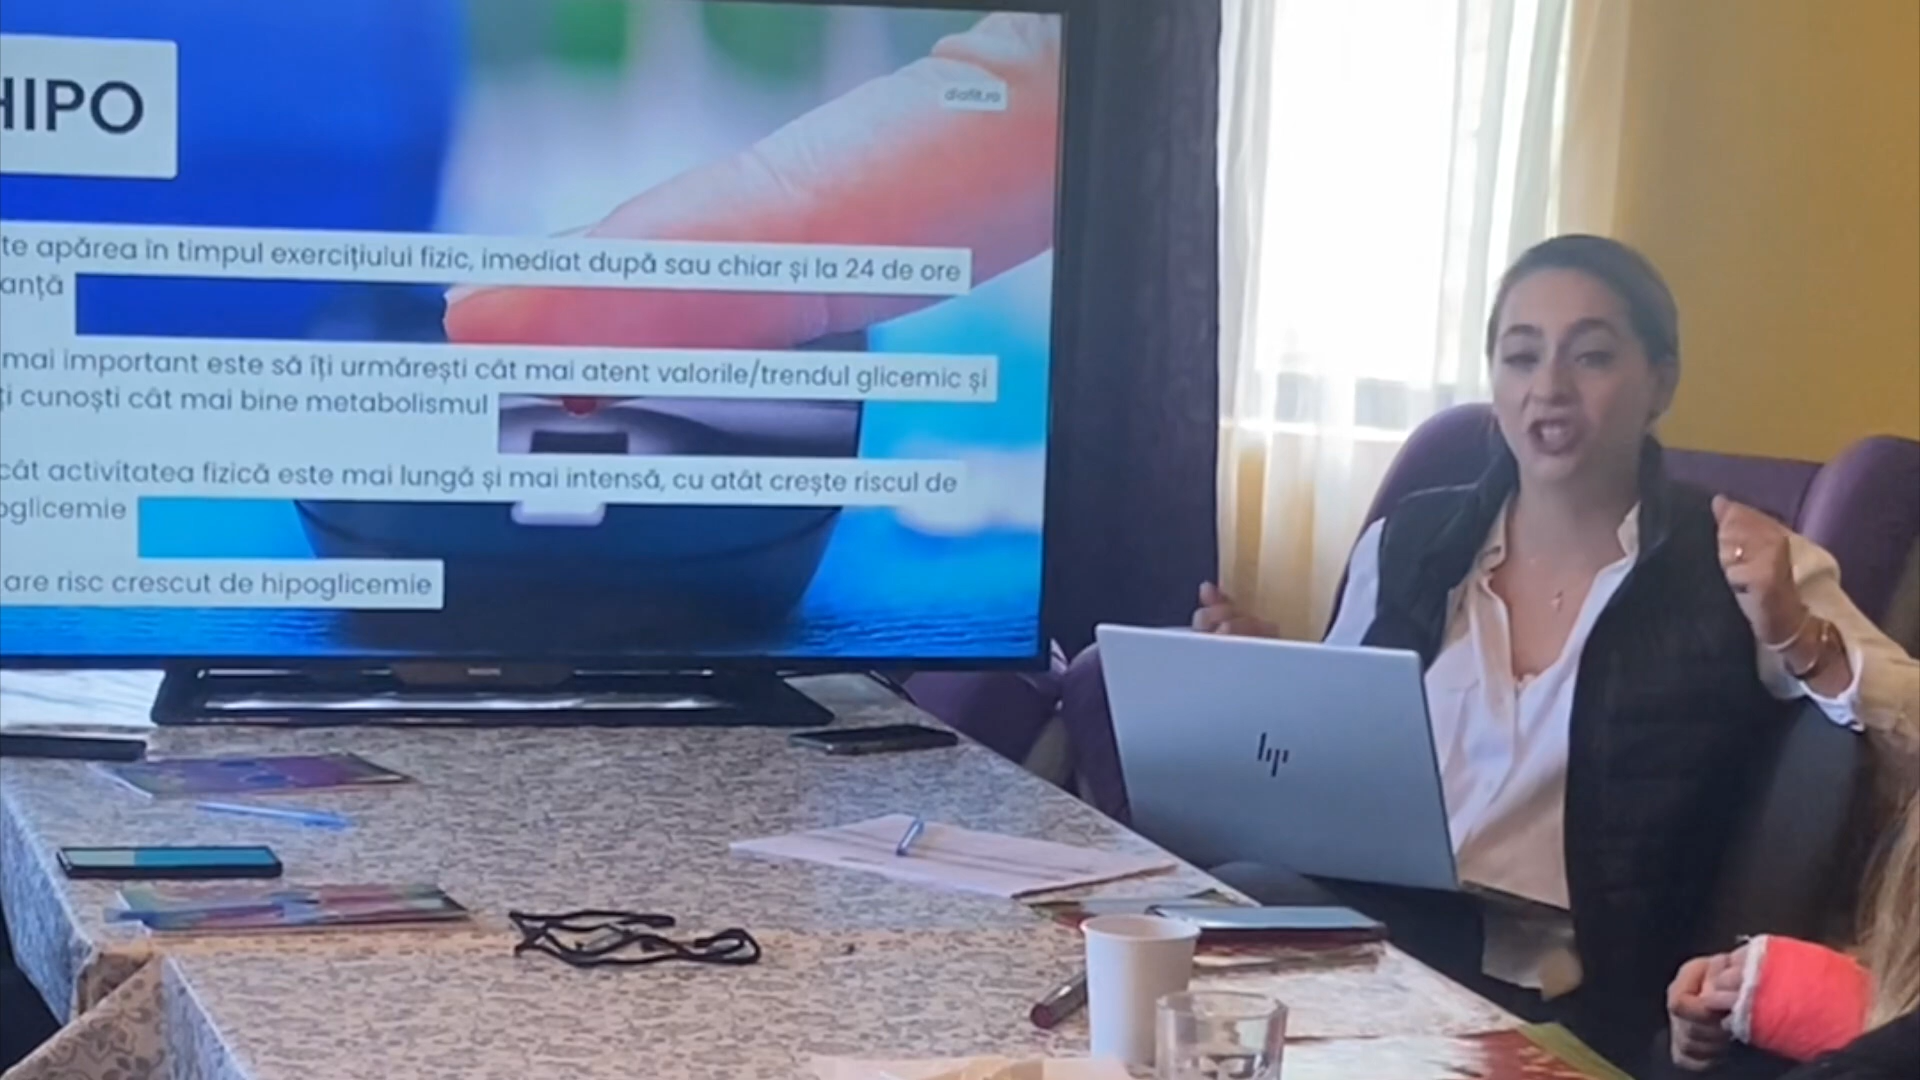 HIPO
diafit.ro
te apărea în timpul exercițiului fizic, imediat după sau chiar și la 24 de ore
anță
mai important este să îți urmărești cât mai atent valorile/trendul glicemic și
ți cunoști cât mai bine metabolismul
cât activitatea fizică este mai lungă și mai intensă, cu atât crește riscul de
oglicemie
are risc crescut de hipoglicemie
hp